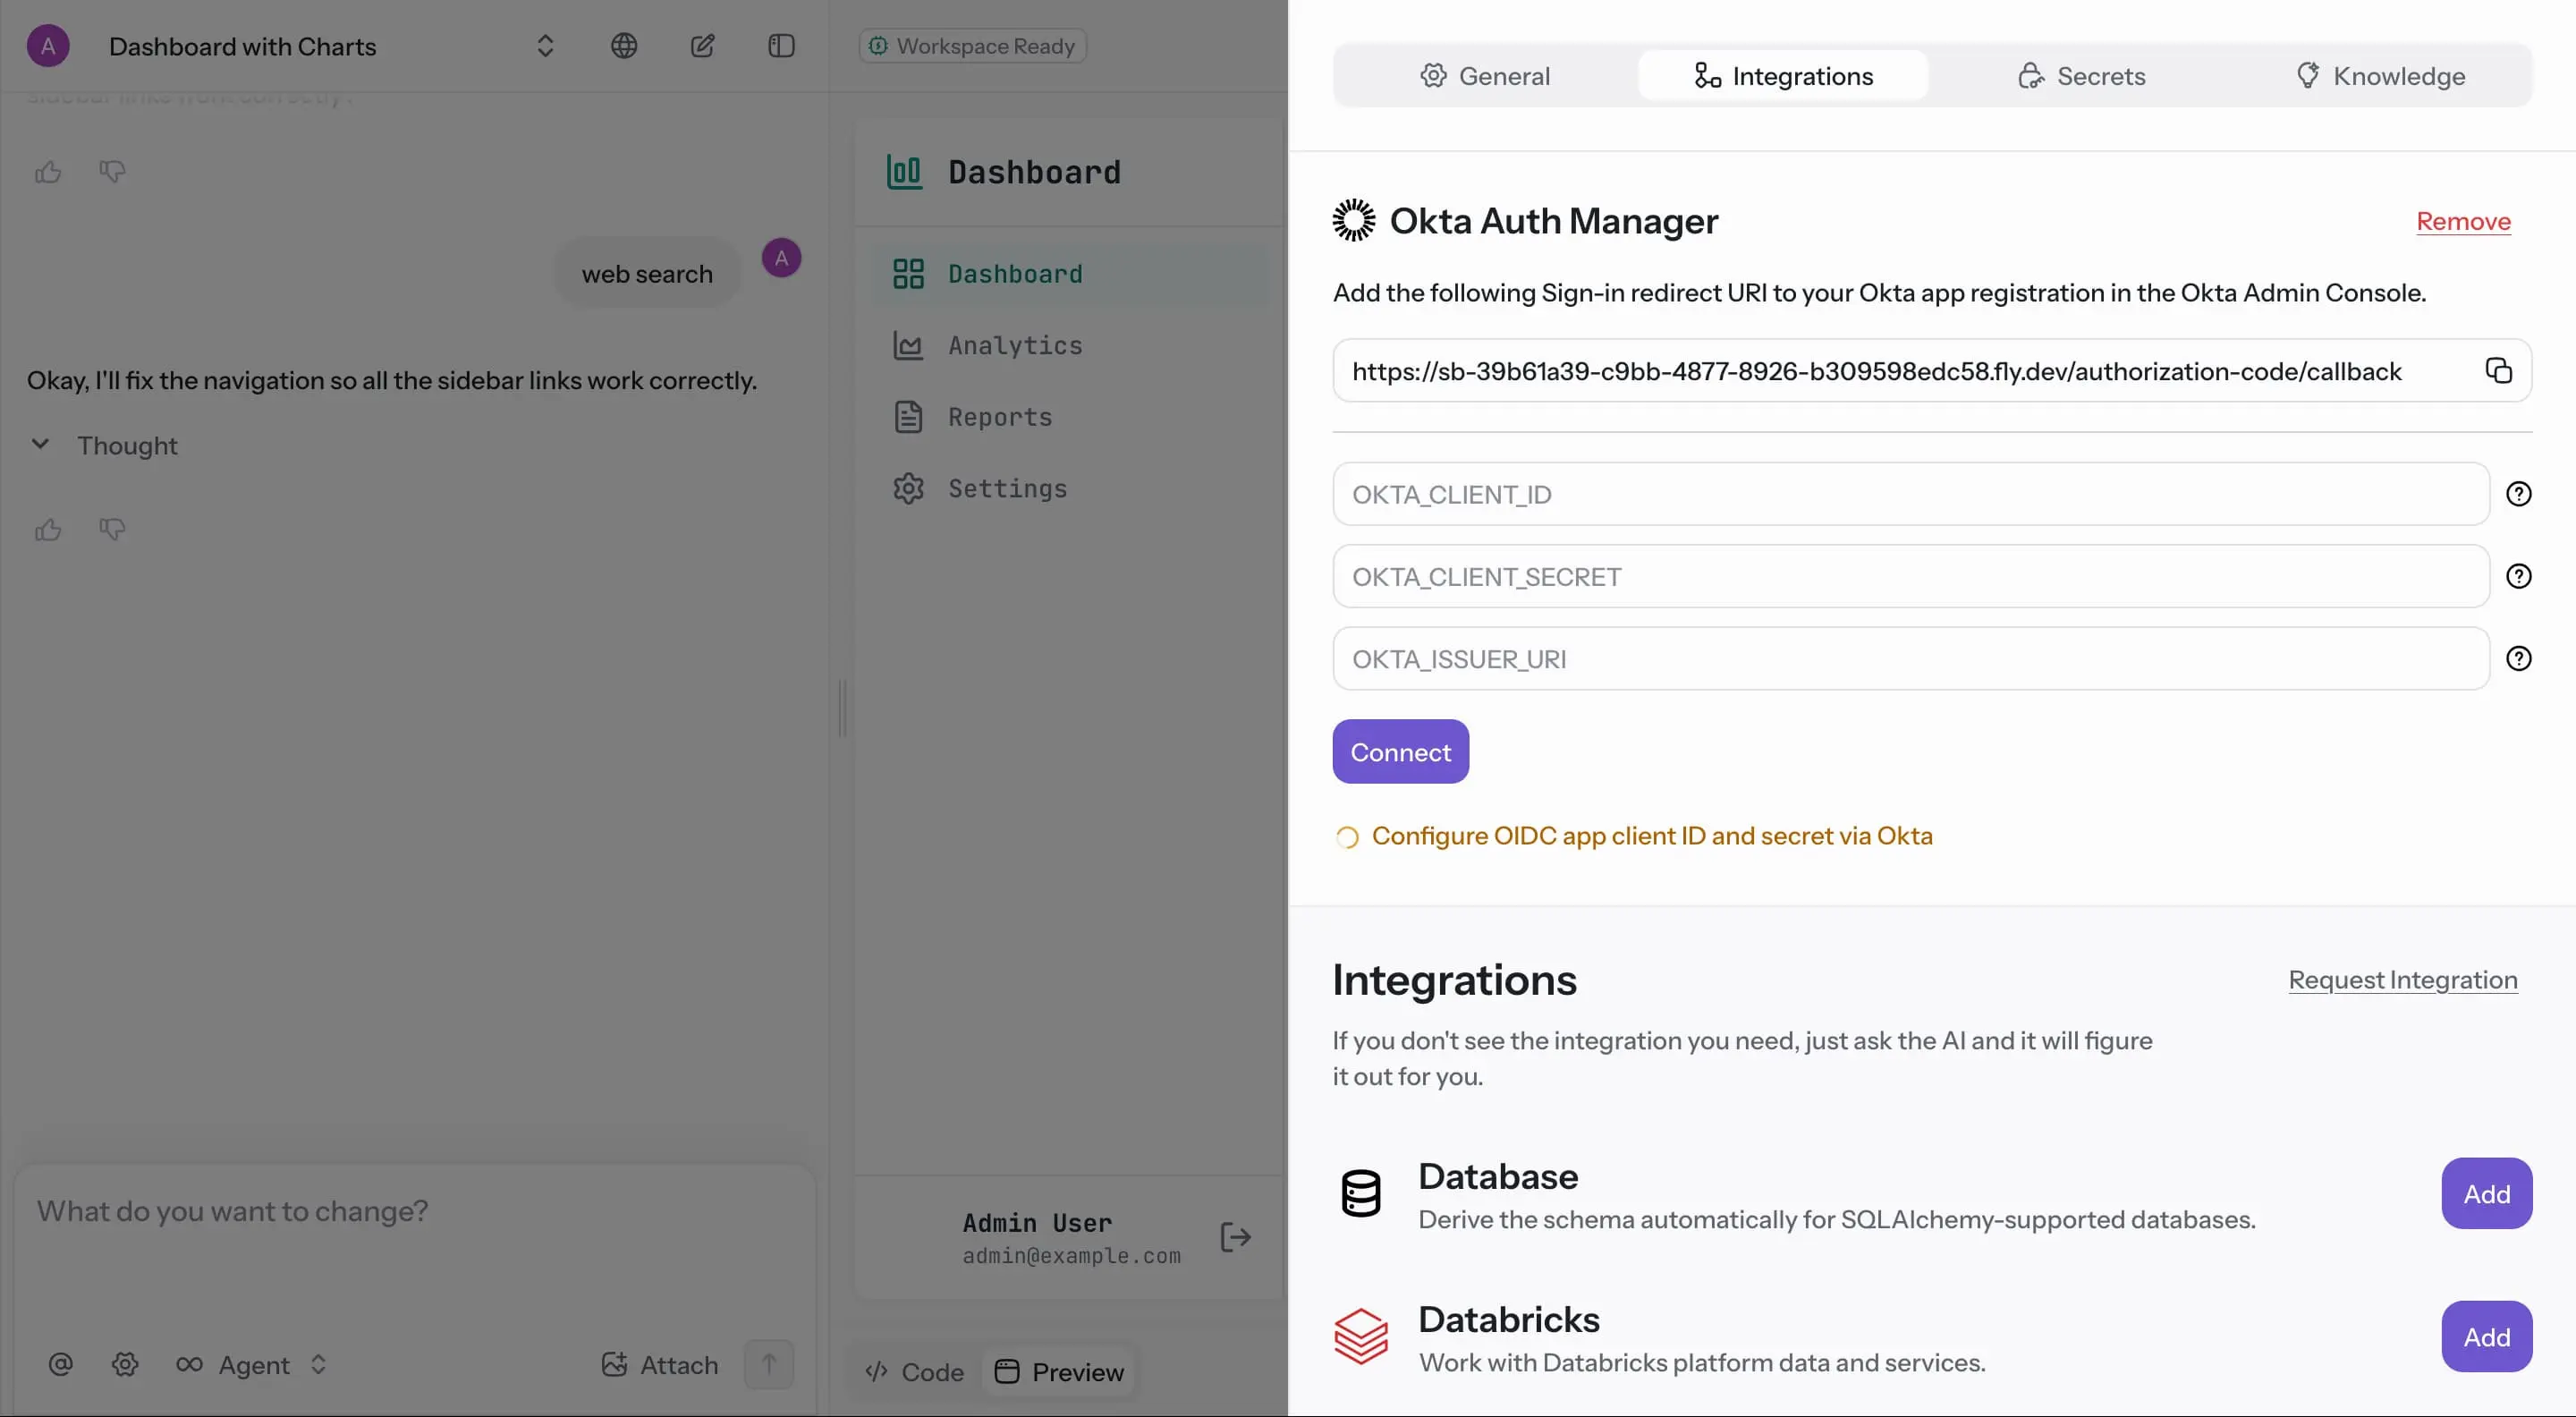 A
Dashboard with Charts
sidebar links work correctly.
A
web search
Okay, I'll fix the navigation so all the sidebar links work correctly.
Thought
What do you want to change?
Agent
Attach
Workspace Ready
Dashboard
Dashboard
Analytics
Reports
Settings
Admin User
admin@example.com
Code
Preview
General
Integrations
Secrets
Knowledge
Okta Auth Manager
Remove
Add the following Sign-in redirect URI to your Okta app registration in the Okta Admin Console.
https://sb-39b61a39-c9bb-4877-8926-b309598edc58.fly.dev/authorization-code/callback
OKTA_CLIENT_ID
OKTA_CLIENT_SECRET
OKTA_ISSUER_URI
Connect
Configure OIDC app client ID and secret via Okta
Integrations
Request Integration
If you don't see the integration you need, just ask the AI and it will figure
it out for you.
Database
Derive the schema automatically for SQLAlchemy-supported databases.
Add
Databricks
Work with Databricks platform data and services.
Add